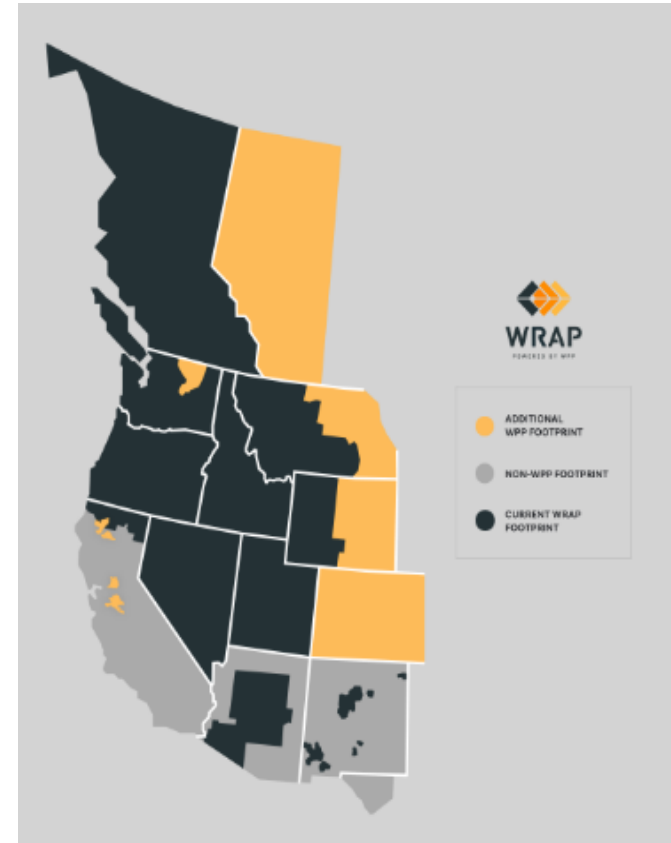 WRAP
POWERED BY WPP
ADDITIONAL
WPP FOOTPRINT
NON-WPP FOOTPRINT
CURRENT WRAP
FOOTPRINT